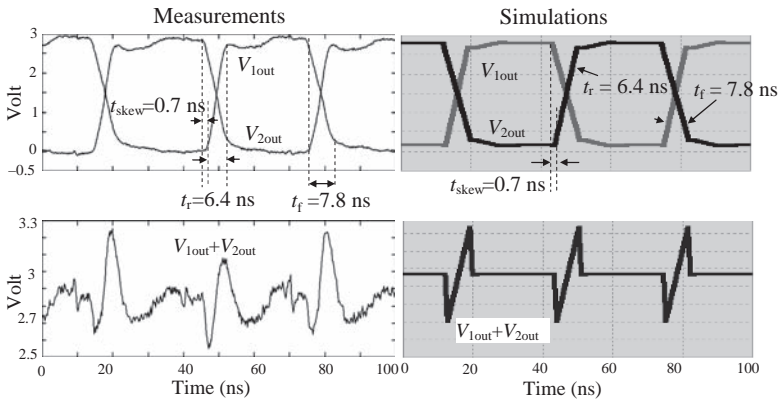 Measurements
Simulations
3
2
1
0
−0.5
Volt
V1out
tskew=0.7 ns
V2out
tr=6.4 ns
tf=7.8 ns
V1out
tr = 6.4 ns
tf = 7.8 ns
V2out
tskew=0.7 ns
3.3
3
2.7
2.5
Volt
V1out+V2out
0 20 40 60 80 100
Time (ns)
V1out+V2out
0 20 40 60 80 100
Time (ns)